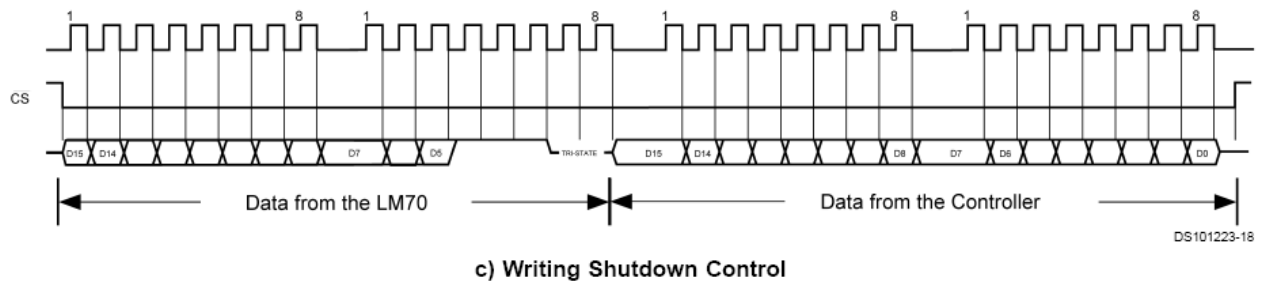 1 8 1 8 1 8 1 8
CS
D15 D14 D7 D5 TRI-STATE D15 D14 D8 D7 D6 D0
Data from the LM70 Data from the Controller
DS101223-18
c) Writing Shutdown Control